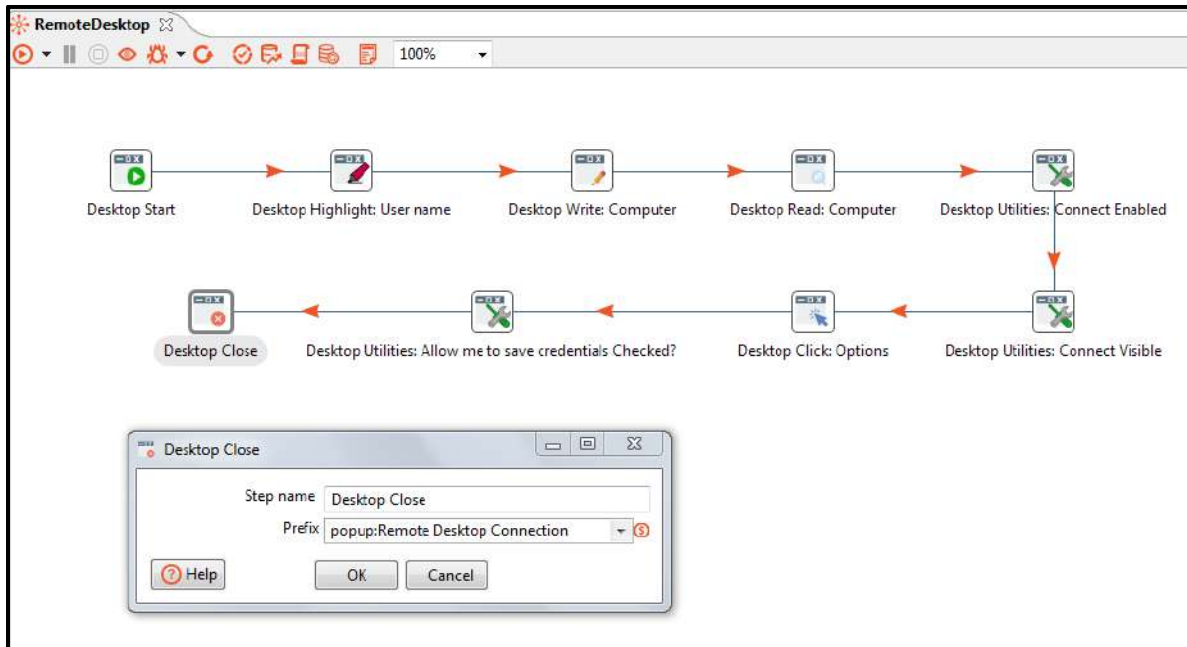 RemoteDesktop
100%
Desktop Start
Desktop Highlight: User name
Desktop Write: Computer
Desktop Read: Computer
Desktop Utilities: Connect Enabled
Desktop Close
Desktop Utilities: Allow me to save credentials Checked?
Desktop Click: Options
Desktop Utilities: Connect Visible
Desktop Close
Step name Desktop Close
Prefix popup:Remote Desktop Connection
Help OK Cancel